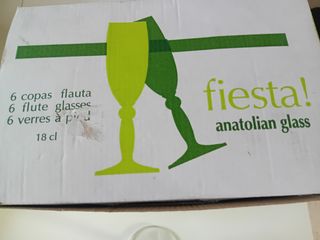 6 copas flauta
6 flute glasses
6 verres à pied
18 cl
fiesta!
anatolian glass